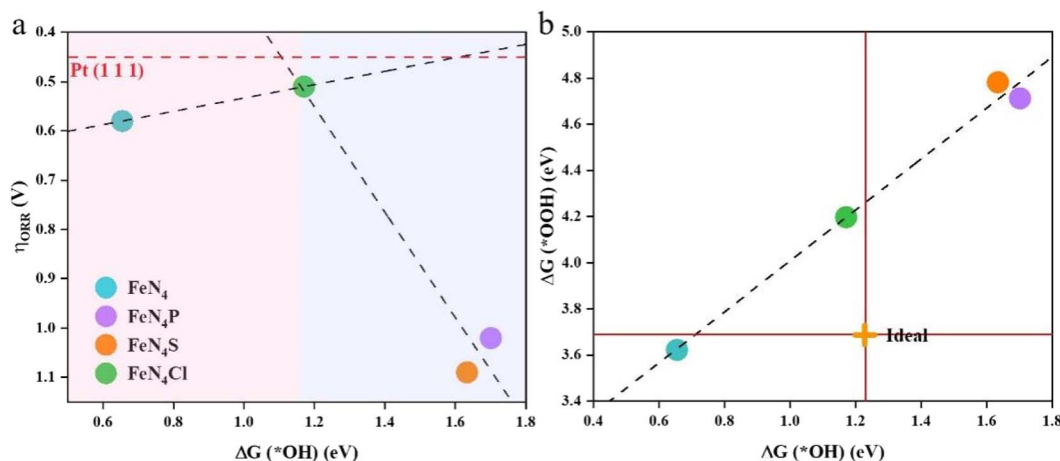 a
0.4
0.5
0.6
0.7
0.8
0.9
1.0
1.1
ηORR (V)
Pt (1 1 1)
FeN4
FeN4P
FeN4S
FeN4Cl
0.6 0.8 1.0 1.2 1.4 1.6 1.8
ΔG (*OH) (eV)
b
5.0
4.8
4.6
4.4
4.2
4.0
3.8
3.6
3.4
ΔG (*OOH) (eV)
Ideal
0.4 0.6 0.8 1.0 1.2 1.4 1.6 1.8
ΔG (*OH) (eV)